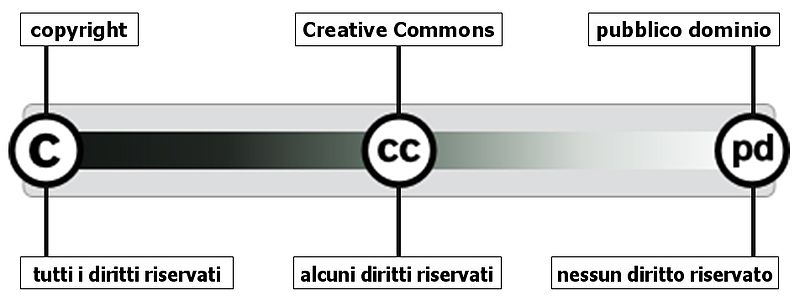 copyright
Creative Commons
pubblico dominio
C
cc
pd
tutti i diritti riservati
alcuni diritti riservati
nessun diritto riservato